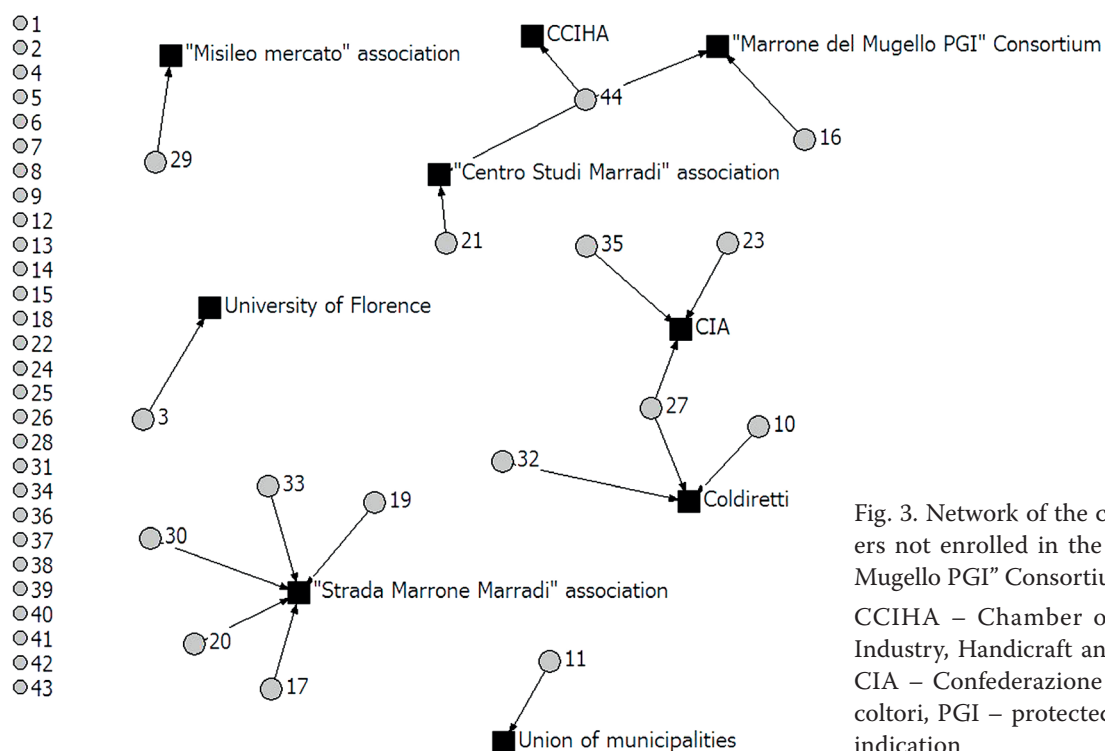 1
2
4
5
6
7
8
9
12
13
14
15
18
22
24
25
26
28
31
34
36
37
38
39
40
41
42
43
"Misileo mercato" association
29
CCIHA
"Marrone del Mugello PGI" Consortium
44
16
"Centro Studi Marradi" association
21
35
23
University of Florence
CIA
3
27
10
32
Coldiretti
33
19
30
"Strada Marrone Marradi" association
20
17
11
Union of municipalities
Fig. 3. Network of the c
ers not enrolled in the
Mugello PGI” Consortiu
CCIHA – Chamber o
Industry, Handicraft an
CIA – Confederazione
coltori, PGI – protected
indication